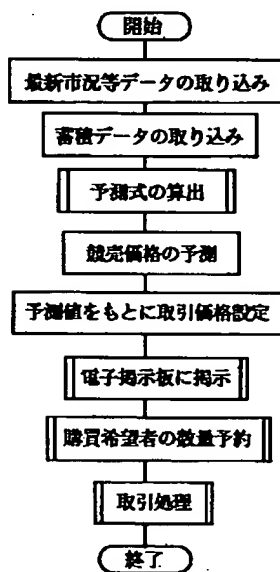 開始
最新市況等データの取り込み
蓄積データの取り込み
予測式の算出
競売価格の予測
予測値をもとに取引価格設定
電子掲示板に掲示
購買希望者の数量予約
取引処理
終了